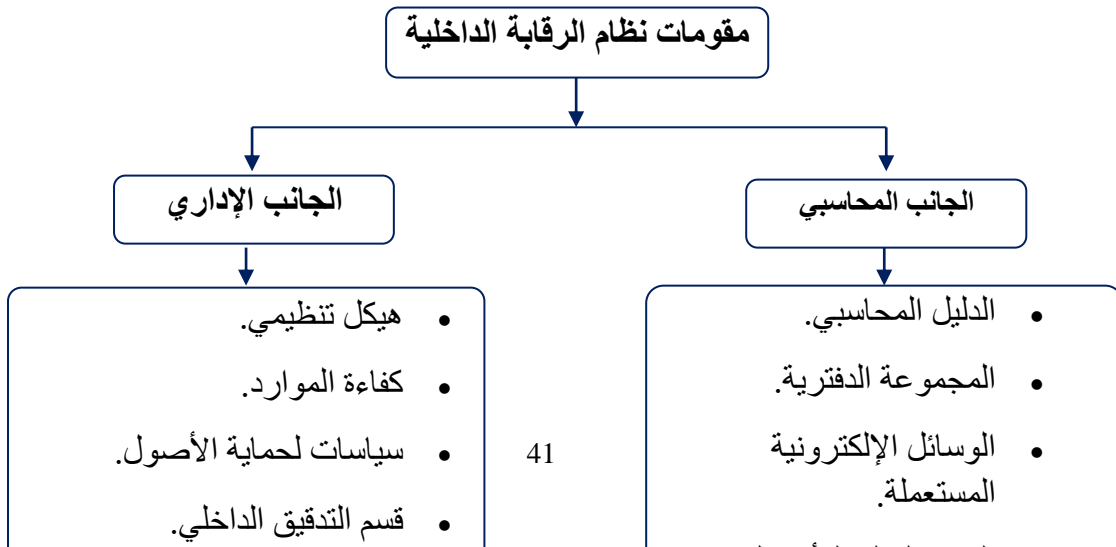 مقومات نظام الرقابة الداخلية
الجانب المحاسبي
الجانب الإداري
• الدليل المحاسبي.
• المجموعة الدفترية.
• الوسائل الإلكترونية
المستعملة.
• هيكل تنظيمي.
• كفاءة الموارد.
• سياسات لحماية الأصول.
• قسم التدقيق الداخلي.
41